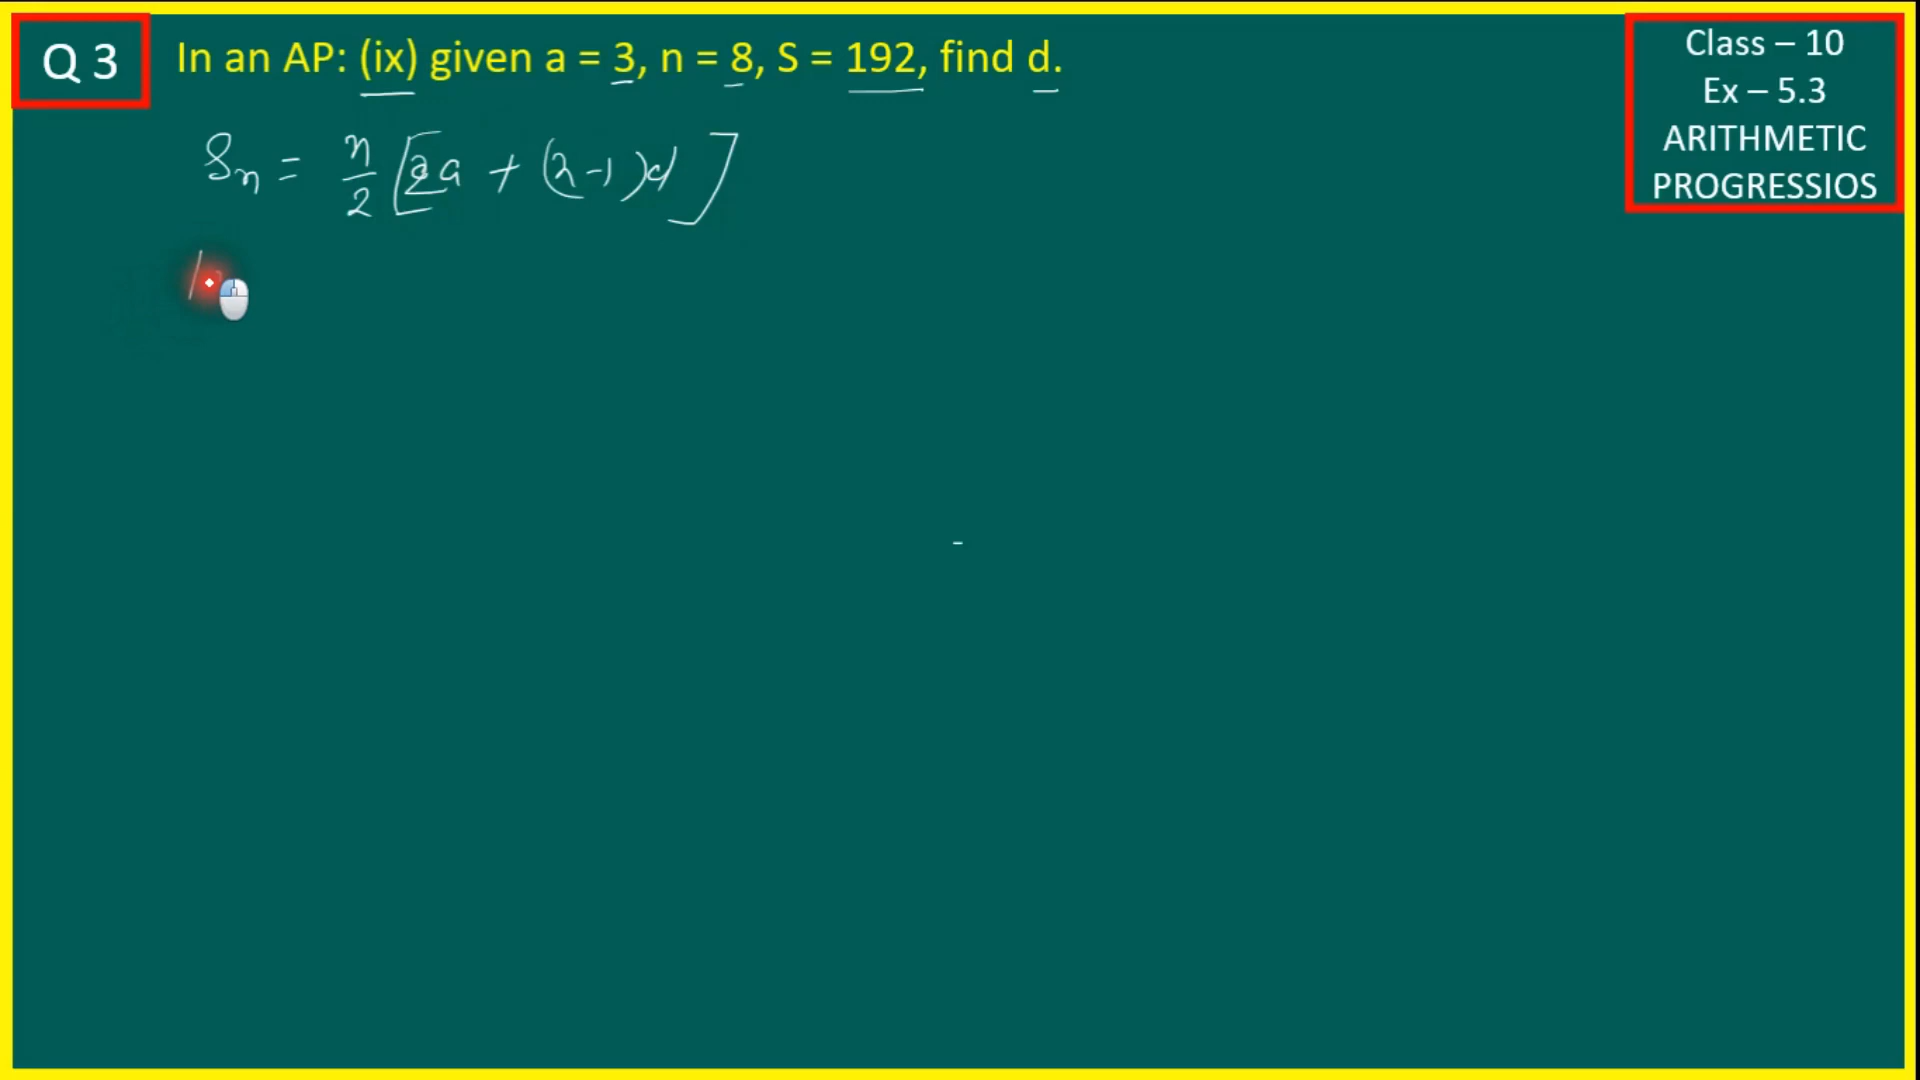 Q 3
In an AP: (ix) given a = 3, n = 8, S = 192, find d.
Class – 10
Ex – 5.3
ARITHMETIC
PROGRESSIOS
Sn = n/2 [2a + (n-1)d]